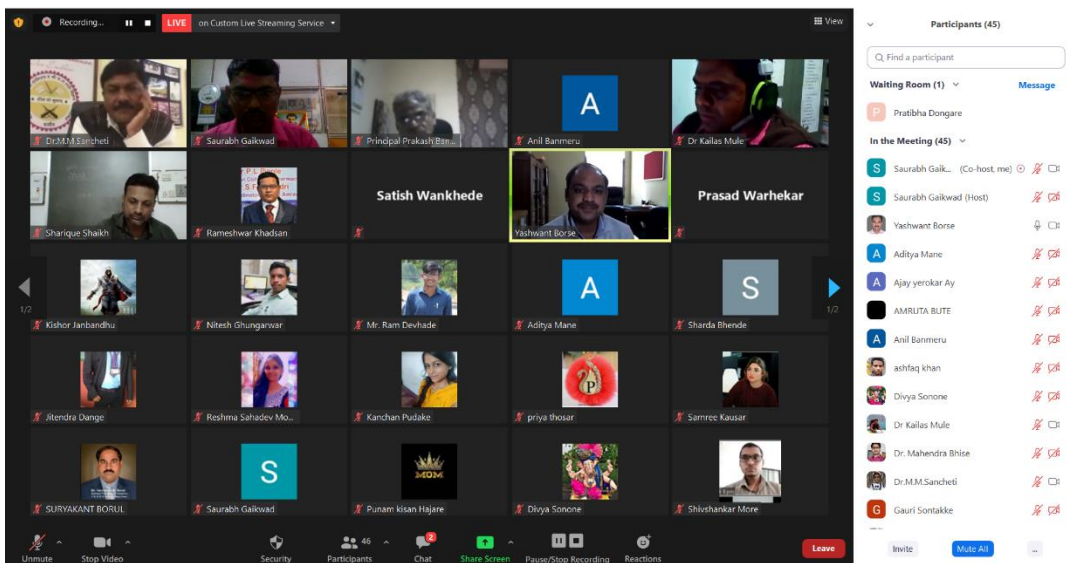 Recording...
LIVE
on Custom Live Streaming Service
View
Dr.M.M.Sancheti
Saurabh Gaikwad
Principal Prakash Ban...
A
Anil Banmeru
Dr Kailas Mule
Sharique Shaikh
Rameshwar Khadsan
Satish Wankhede
Yashwant Borse
Prasad Warhekar
1/2
1/2
Kishor Janbandhu
Nitesh Ghungarwar
Mr. Ram Devhade
A
Aditya Mane
S
Sharda Bhende
Jitendra Dange
Reshma Sahadev Mo...
Kanchan Pudake
P
priya thosar
Samree Kausar
SURYAKANT BORUL
S
Saurabh Gaikwad
MOM
Punam kisan Hajare
Divya Sonone
Shivshankar More
Unmute
Stop Video
Security
46
Participants
2
Chat
Share Screen
Pause/Stop Recording
Reactions
Leave
Participants (45)
Find a participant
Waiting Room (1)
Message
P
Pratibha Dongare
In the Meeting (45)
S
Saurabh Gaik... (Co-host, me)
S
Saurabh Gaikwad (Host)
Yashwant Borse
A
Aditya Mane
A
Ajay yerokar Ay
AMRUTA BUTE
A
Anil Banmeru
ashfaq khan
Divya Sonone
Dr Kailas Mule
Dr. Mahendra Bhise
Dr.M.M.Sancheti
G
Gauri Sontakke
Invite
Mute All
...